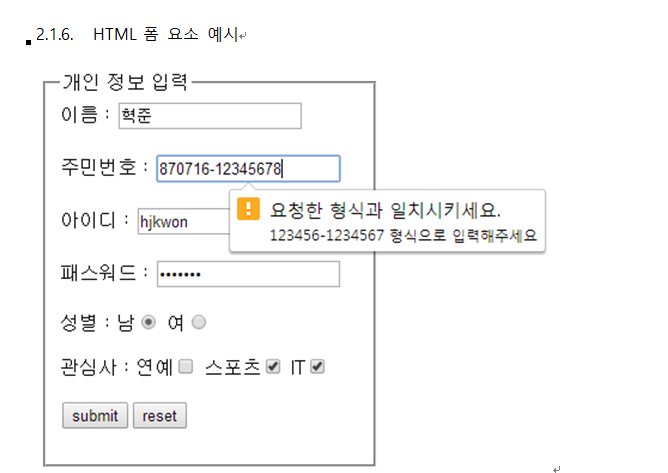 2.1.6. HTML 폼 요소 예시
개인 정보 입력
이름 : 혁준
주민번호 : 870716-12345678
요청한 형식과 일치시키세요.
123456-1234567 형식으로 입력해주세요
아이디 : hjkwon
패스워드 : •••••••
성별 : 남 여
관심사 : 연예 스포츠 IT
submit reset